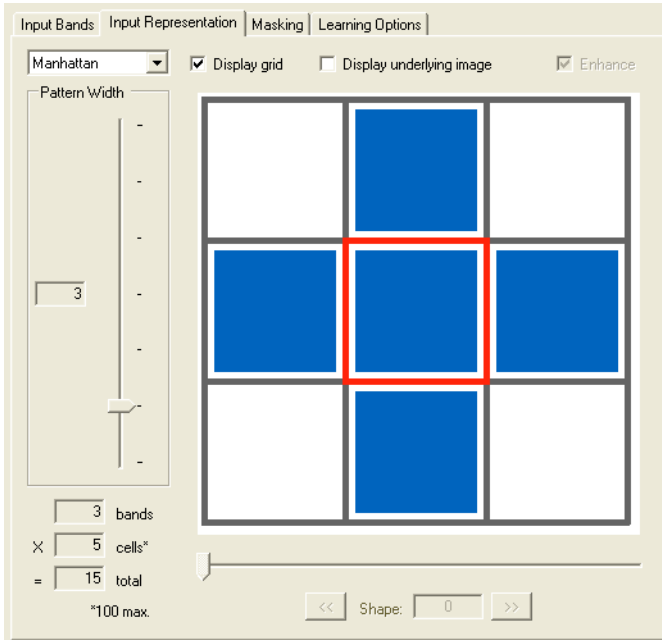 Input Bands Input Representation Masking Learning Options
Manhattan Display grid Display underlying image Enhance
Pattern Width
3
3 bands
X 5 cells*
= 15 total
*100 max.
<< Shape: 0 >>